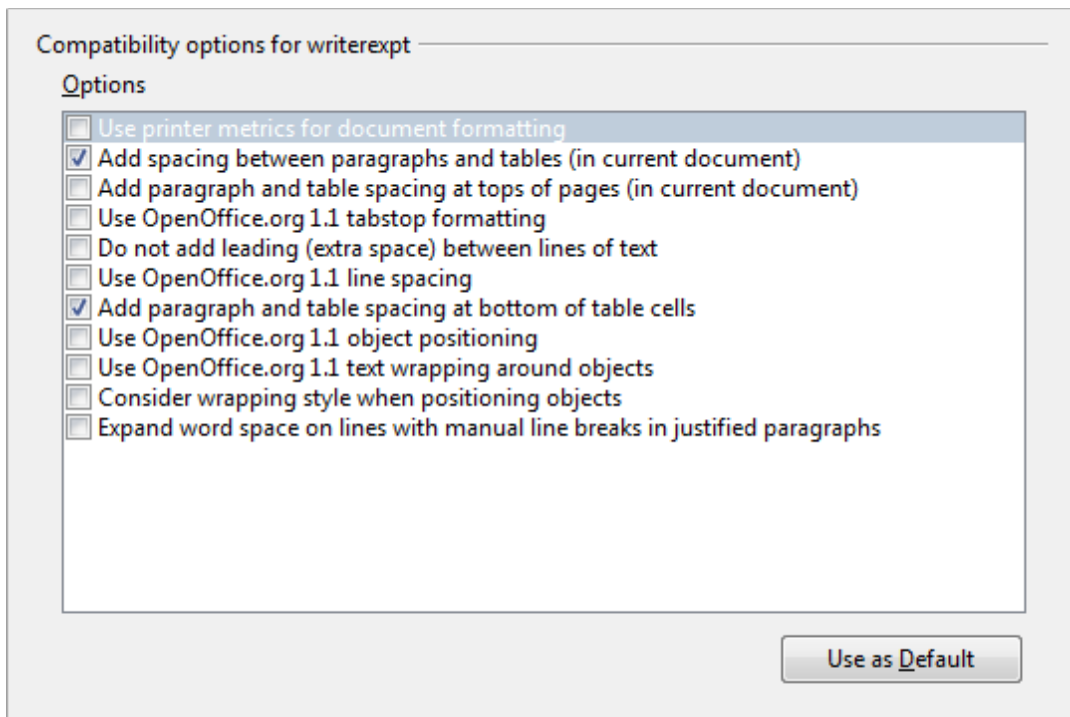 Compatibility options for writerexpt
Options
Use printer metrics for document formatting
Add spacing between paragraphs and tables (in current document)
Add paragraph and table spacing at tops of pages (in current document)
Use OpenOffice.org 1.1 tabstop formatting
Do not add leading (extra space) between lines of text
Use OpenOffice.org 1.1 line spacing
Add paragraph and table spacing at bottom of table cells
Use OpenOffice.org 1.1 object positioning
Use OpenOffice.org 1.1 text wrapping around objects
Consider wrapping style when positioning objects
Expand word space on lines with manual line breaks in justified paragraphs
Use as Default